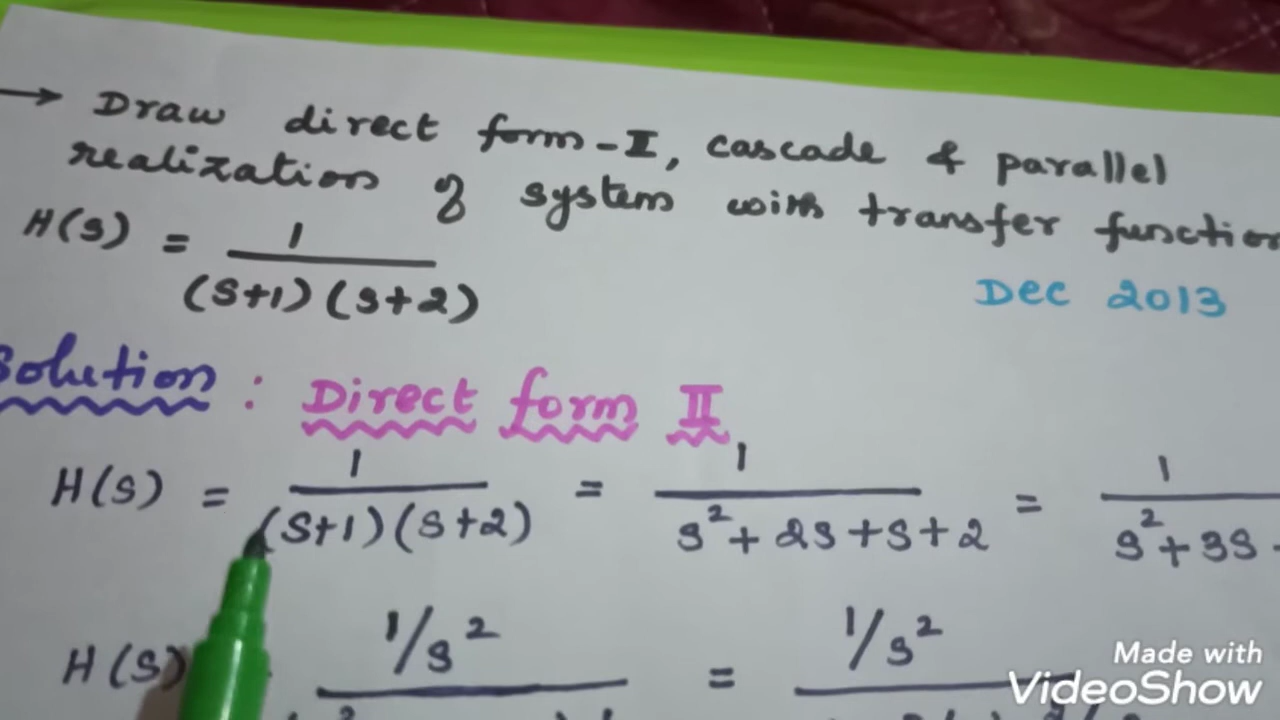 → Draw direct form-II, cascade & parallel
realization of system with transfer function
H(s) = 1/(s+1)(s+2)
Dec 2013
Solution : Direct form II
H(s) = 1/(s+1)(s+2) = 1/s²+2s+s+2 = 1/s²+3s
H(s) 1/s² = 1/s²
Made with
VideoShow